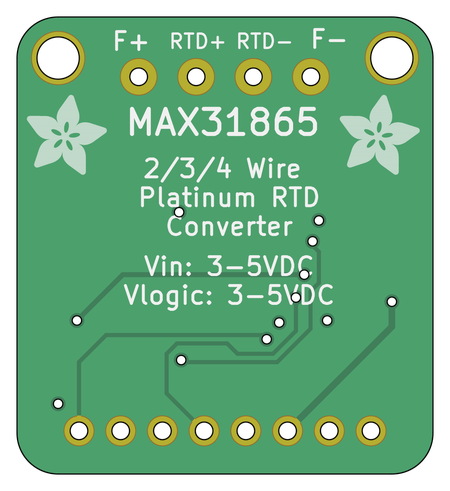 F+ RTD+ RTD- F-
MAX31865
2/3/4 Wire
Platinum RTD
Converter
Vin: 3-5VDC
Vlogic: 3-5VDC